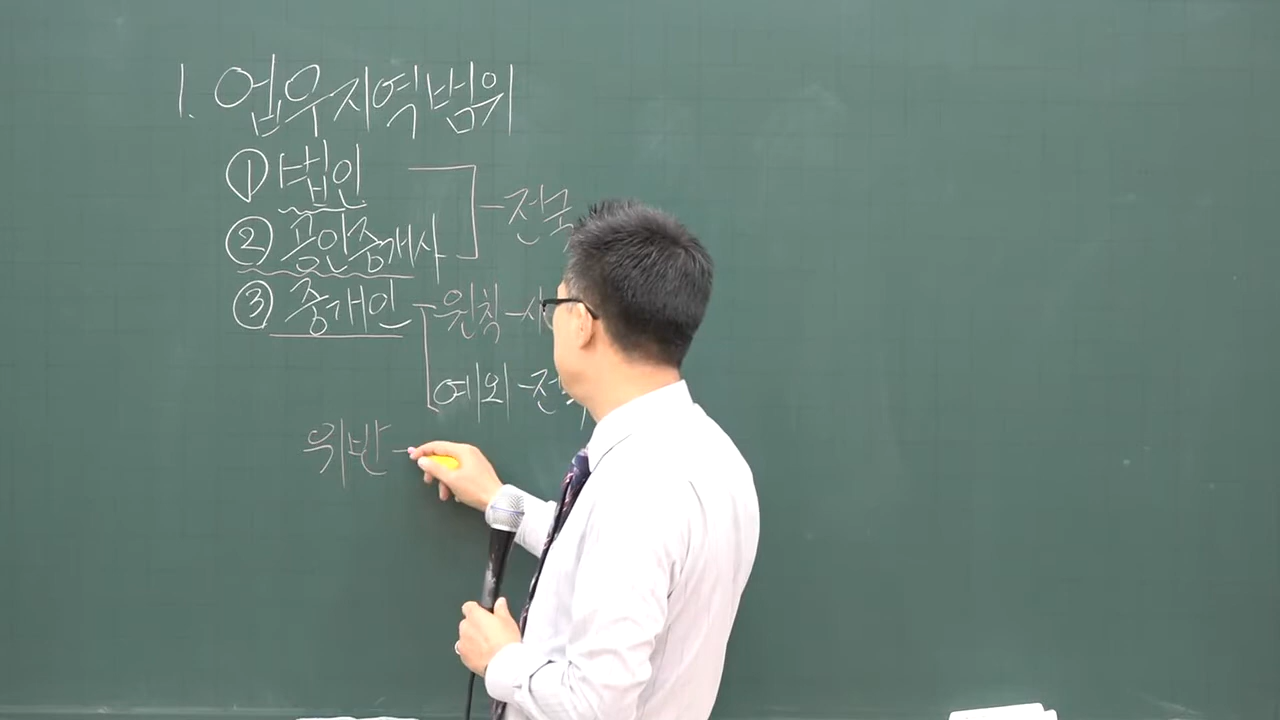 1. 업무지역범위
① 법인 - 전국
② 공인중개사
③ 중개인 - 원칙 -
예외 -
위반 -